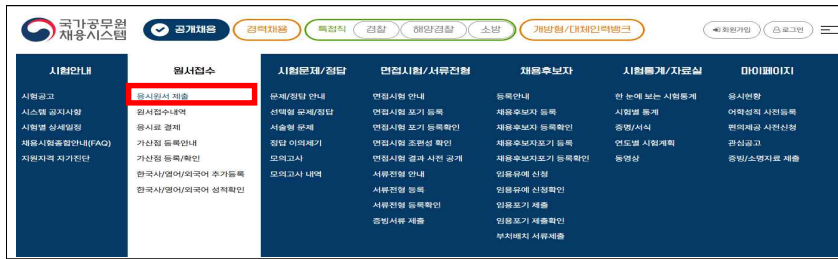 국가공무원
채용시스템
공개채용 경력채용 특정직 경찰 해양경찰 소방 개방형/대체인력뱅크 회원가입 로그인
시험안내 원서접수 시험문제/정답 면접시험/서류전형 채용후보자 시험통계/자료실 마이페이지
시험공고 응시원서 제출 문제/정답 안내 면접시험 안내 등록안내 한 눈에 보는 시험통계 응시현황
시스템 공지사항 원서접수내역 선택형 문제/정답 면접시험 포기 등록 채용후보자 등록 시험별 통계 어학성적 사전등록
시험별 상세일정 응시료 결제 서술형 문제 면접시험 포기 등록확인 채용후보자 등록확인 증명/서식 편의제공 사전신청
채용시험종합안내(FAQ) 가산점 등록안내 정답 이의제기 면접시험 조편성 확인 채용후보자포기 등록 연도별 시험계획 관심공고
지원자격 자가진단 가산점 등록/확인 모의고사 면접시험 결과 사전 공개 채용후보자포기 등록확인 동영상 증빙/소명자료 제출
한국사/영어/외국어 추가등록 모의고사 내역 서류전형 안내 임용유예 신청
한국사/영어/외국어 성적확인 서류전형 등록 임용유예 신청확인
서류전형 등록확인 임용포기 제출
증빙서류 제출 임용포기 제출확인
부처배치 서류제출